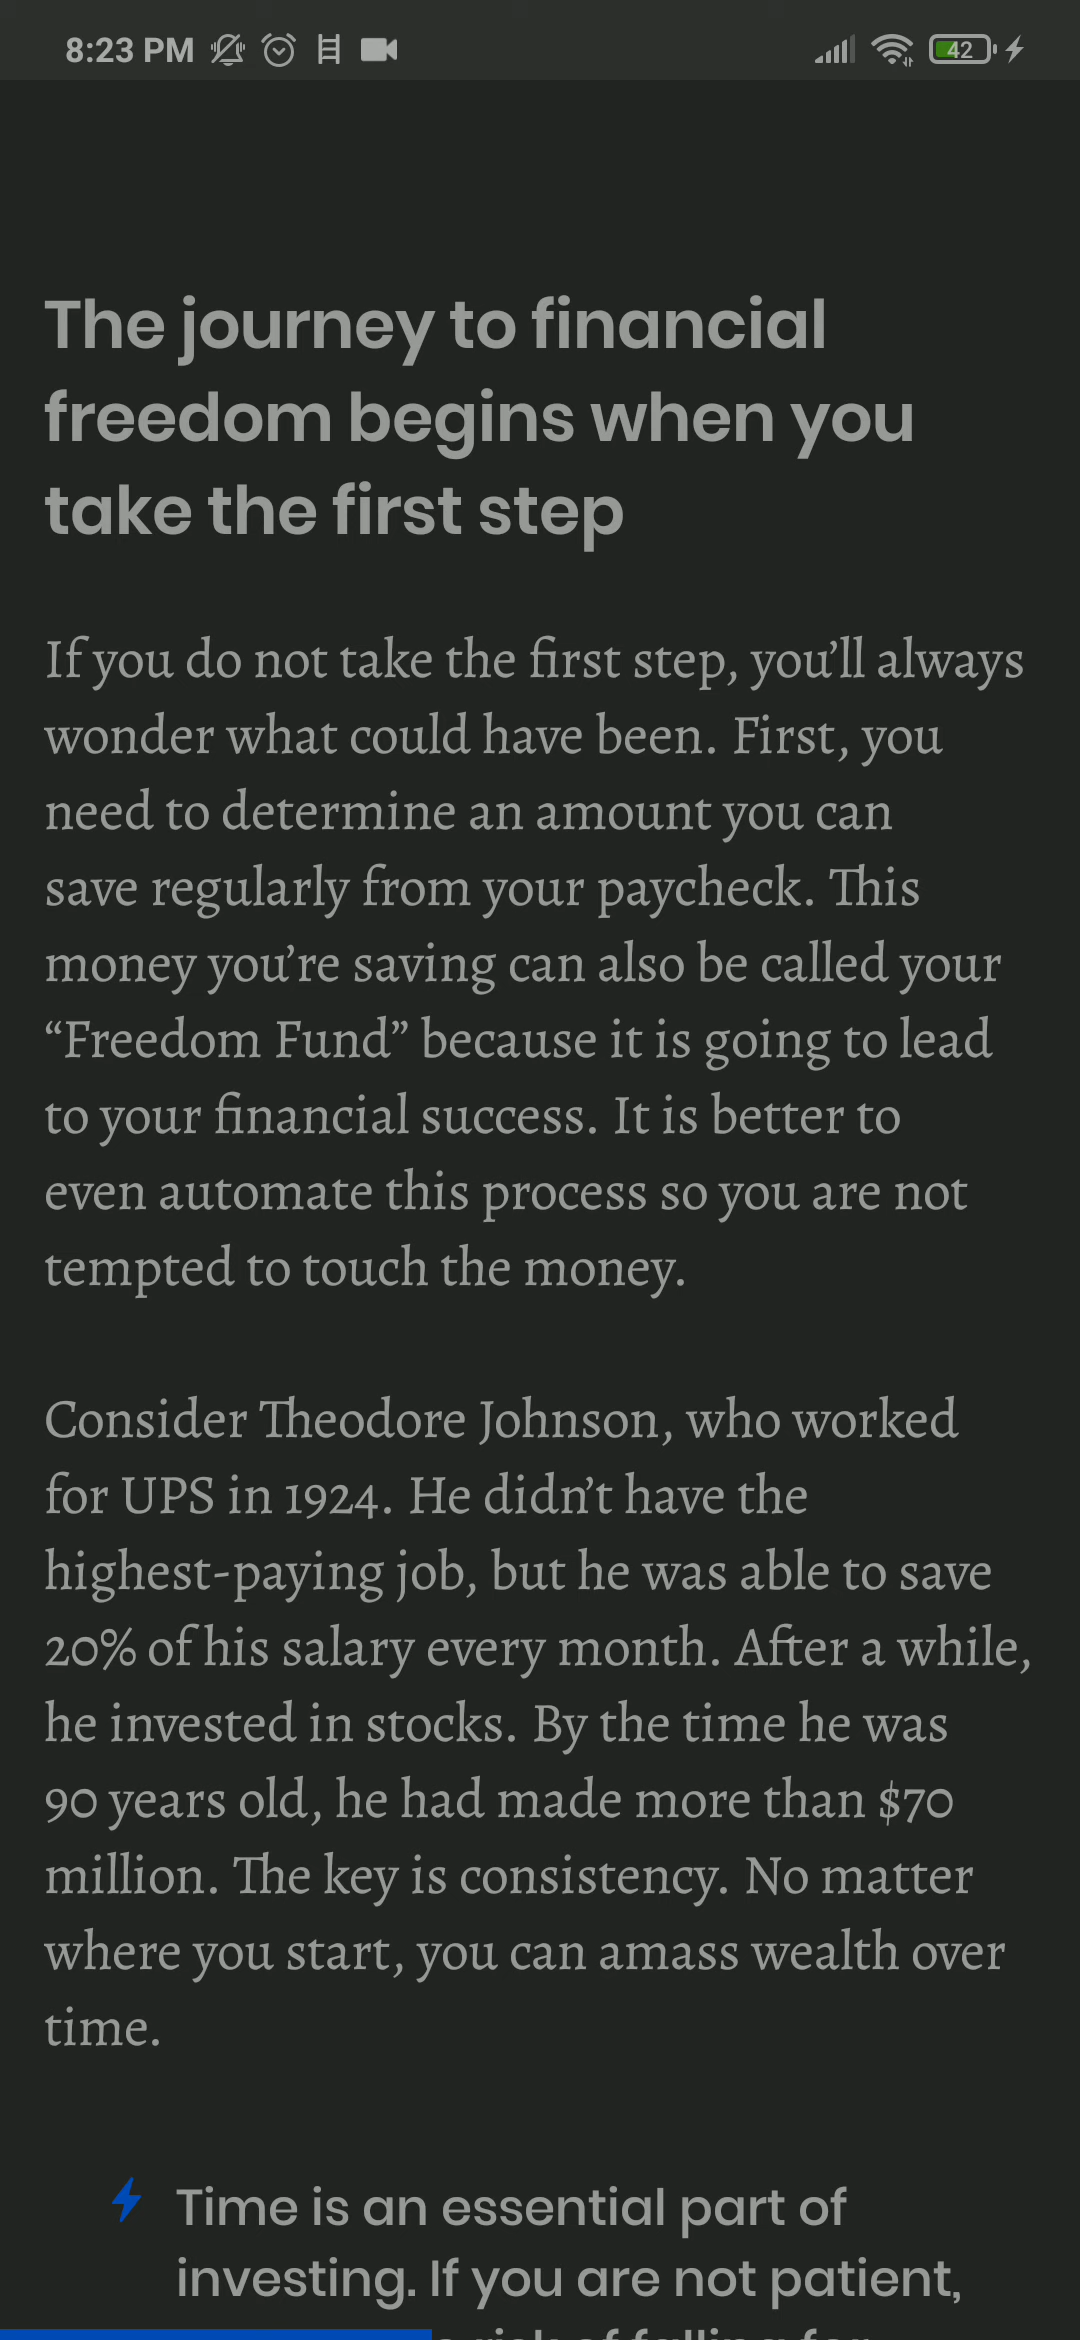 8:23 PM
42
The journey to financial
freedom begins when you
take the first step
If you do not take the first step, you’ll always
wonder what could have been. First, you
need to determine an amount you can
save regularly from your paycheck. This
money you’re saving can also be called your
“Freedom Fund” because it is going to lead
to your financial success. It is better to
even automate this process so you are not
tempted to touch the money.
Consider Theodore Johnson, who worked
for UPS in 1924. He didn’t have the
highest-paying job, but he was able to save
20% of his salary every month. After a while,
he invested in stocks. By the time he was
90 years old, he had made more than $70
million. The key is consistency. No matter
where you start, you can amass wealth over
time.
Time is an essential part of
investing. If you are not patient,
risk of falling for